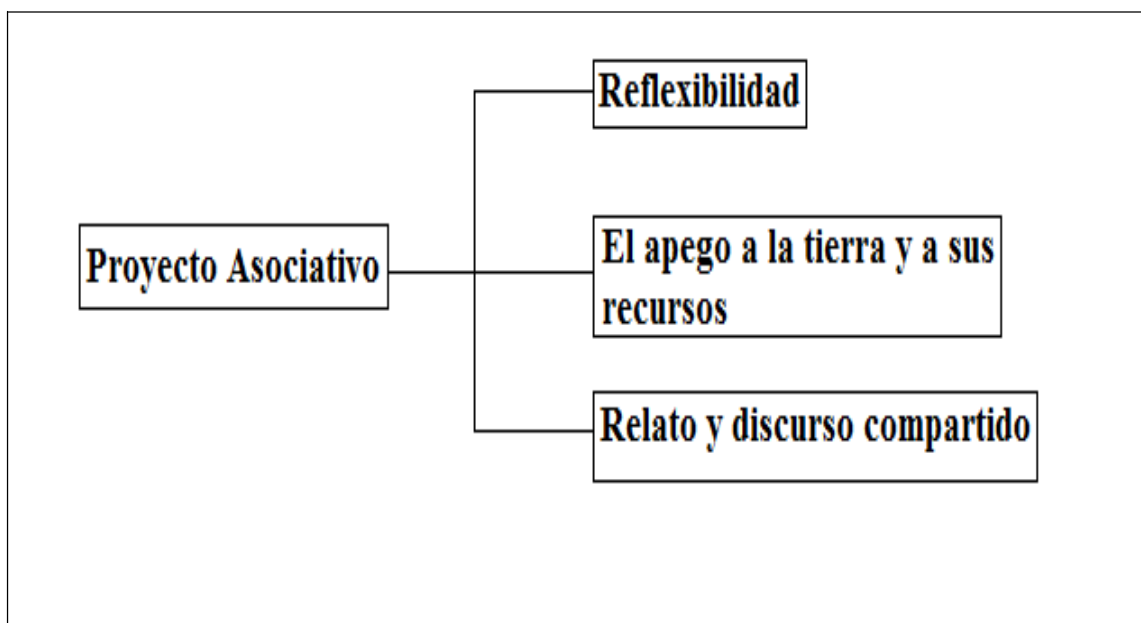 Reflexibilidad
Proyecto Asociativo
El apego a la tierra y a sus
recursos
Relato y discurso compartido